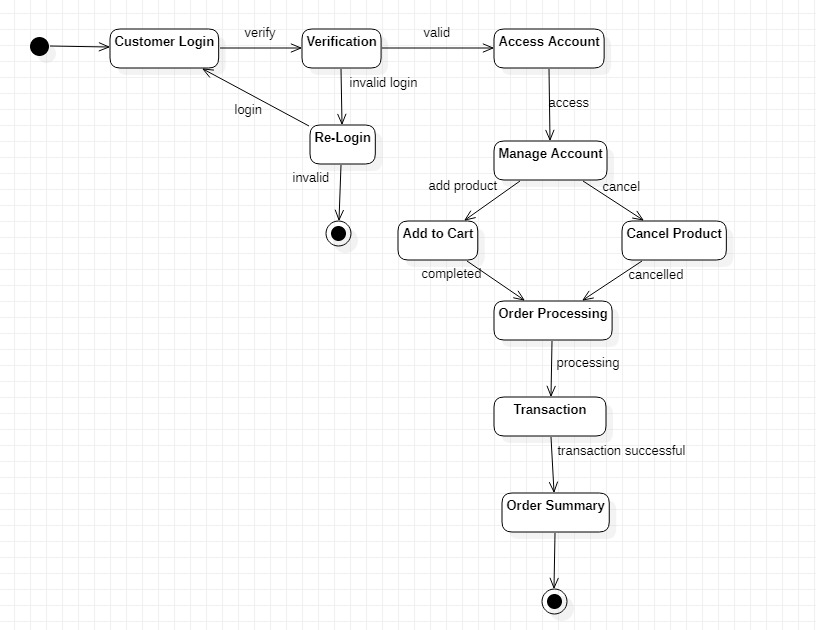 Customer Login
verify
Verification
valid
Access Account
invalid login
login
access
Re-Login
Manage Account
invalid
add product
cancel
Add to Cart
Cancel Product
completed
cancelled
Order Processing
processing
Transaction
transaction successful
Order Summary